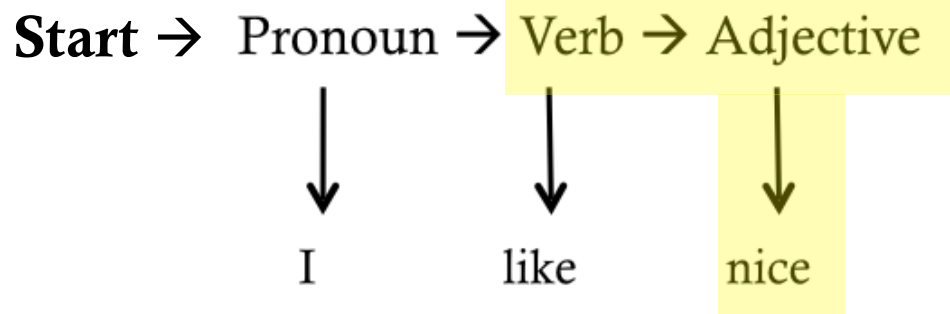 Start → Pronoun → Verb → Adjective
I like nice